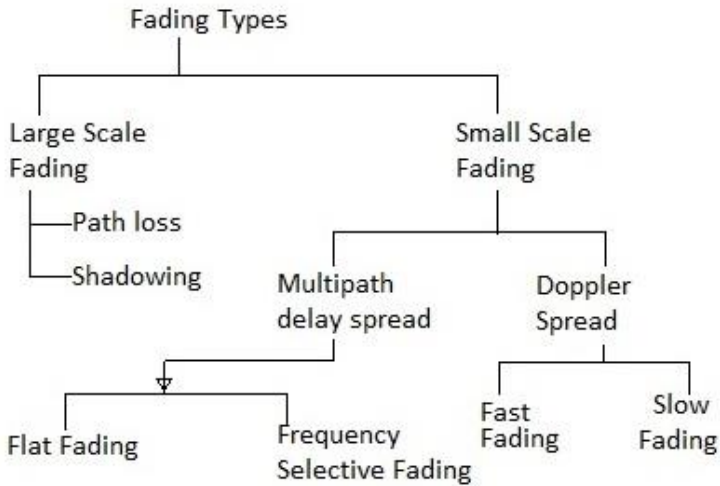 Fading Types
Large Scale
Fading
Small Scale
Fading
Path loss
Shadowing
Multipath
delay spread
Doppler
Spread
Flat Fading
Frequency
Selective Fading
Fast
Fading
Slow
Fading